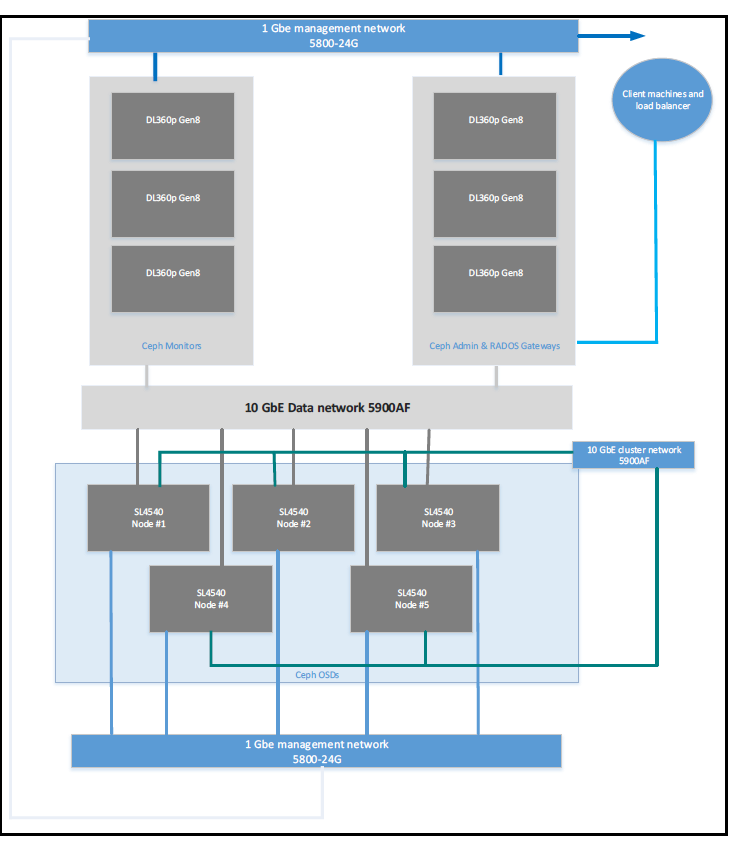 1 Gbe management network
5800-24G
Client machines and
load balancer
DL360p Gen8
DL360p Gen8
DL360p Gen8
Ceph Monitors
DL360p Gen8
DL360p Gen8
DL360p Gen8
Ceph Admin & RADOS Gateways
10 GbE Data network 5900AF
10 GbE cluster network
5900AF
SL4540
Node #1
SL4540
Node #2
SL4540
Node #3
SL4540
Node #4
SL4540
Node #5
Ceph OSDs
1 Gbe management network
5800-24G